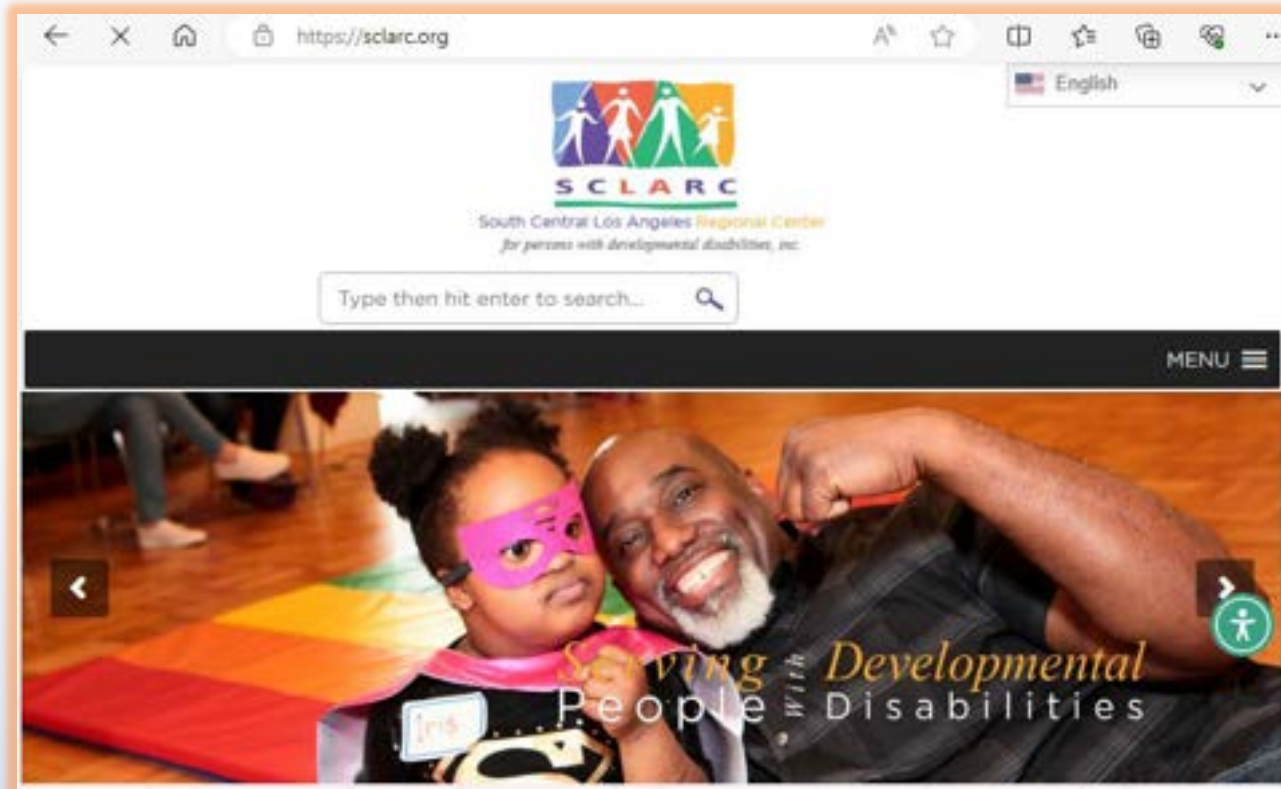 https://sclarc.org
English
SCLARC
South Central Los Angeles Regional Center
for persons with developmental disabilities, inc.
Type then hit enter to search...
MENU
Serving With Developmental
People Disabilities
Iris
S